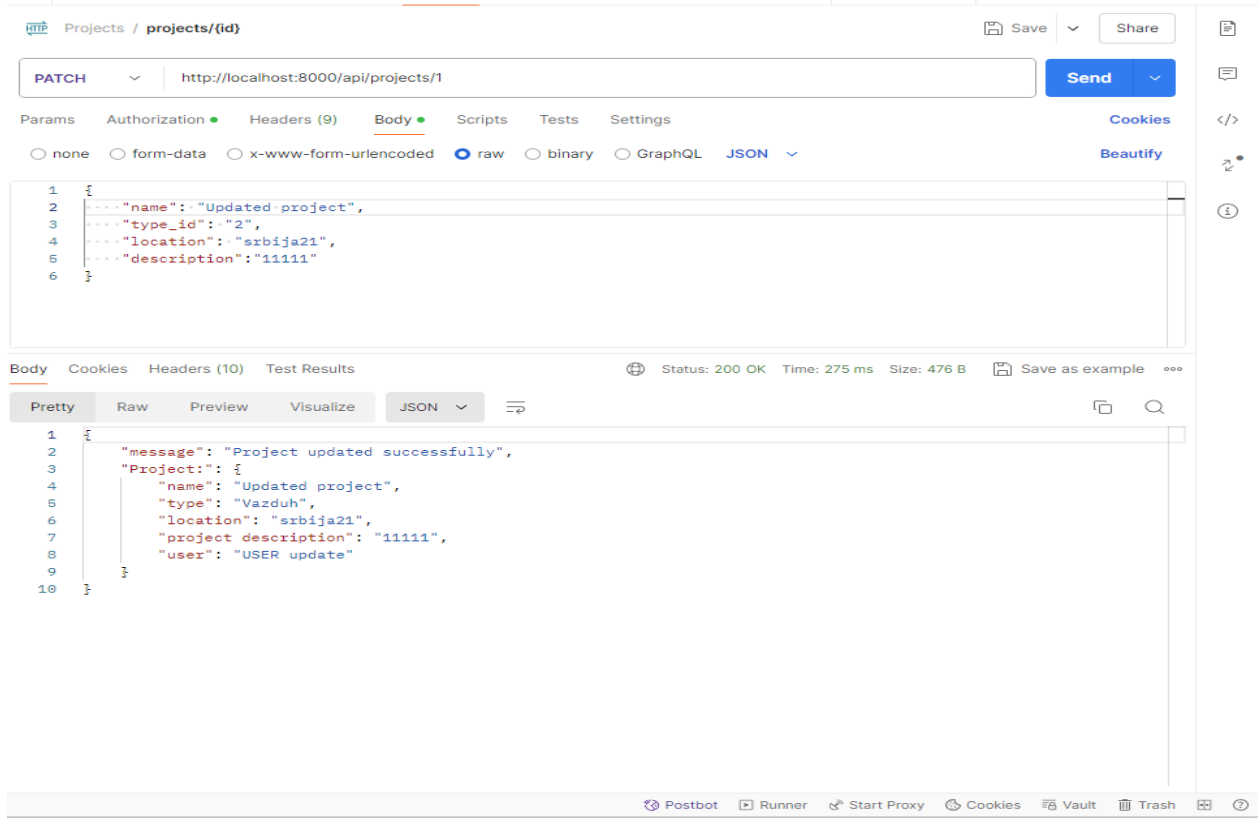 HTTP Projects / projects/{id} Save Share
PATCH http://localhost:8000/api/projects/1 Send
Params Authorization Headers (9) Body Scripts Tests Settings Cookies </>
none form-data x-www-form-urlencoded raw binary GraphQL JSON Beautify
1 {
2 "name": "Updated project",
3 "type_id": "2",
4 "location": "srbija21",
5 "description":"11111"
6 }
Body Cookies Headers (10) Test Results Status: 200 OK Time: 275 ms Size: 476 B Save as example
Pretty Raw Preview Visualize JSON
1 {
2 "message": "Project updated successfully",
3 "Project:": {
4 "name": "Updated project",
5 "type": "Vazduh",
6 "location": "srbija21",
7 "project description": "11111",
8 "user": "USER update"
9 }
10 }
Postbot Runner Start Proxy Cookies Vault Trash